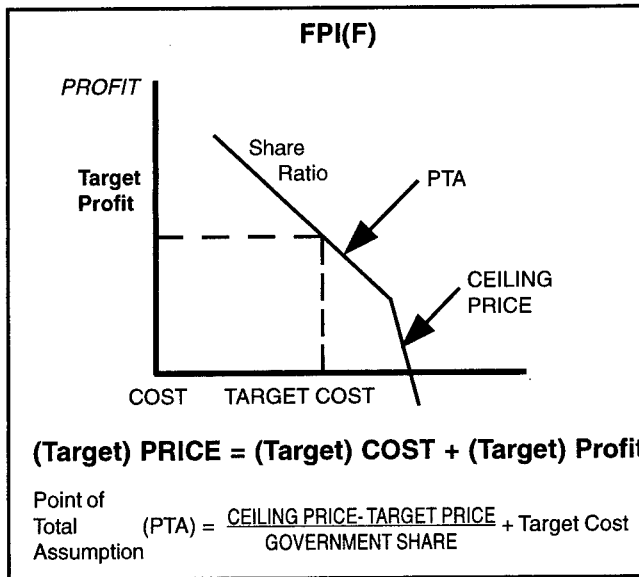 FPI(F)
PROFIT
Share
Ratio
Target
Profit
PTA
CEILING
PRICE
COST TARGET COST
(Target) PRICE = (Target) COST + (Target) Profit
Point of
Total (PTA) = CEILING PRICE-TARGET PRICE + Target Cost
Assumption GOVERNMENT SHARE